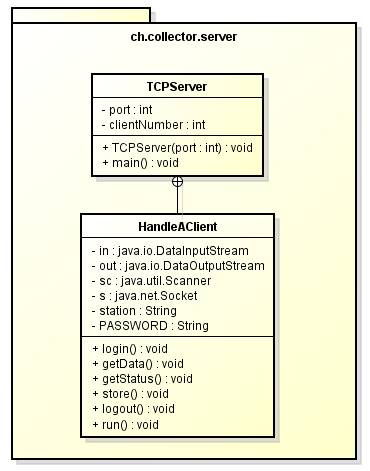 ch.collector.server
TCPServer
- port : int
- clientNumber : int
+ TCPServer(port : int) : void
+ main() : void
HandleAClient
- in : java.io.DataInputStream
- out : java.io.DataOutputStream
- sc : java.util.Scanner
- s : java.net.Socket
- station : String
- PASSWORD : String
+ login() : void
+ getData() : void
+ getStatus() : void
+ store() : void
+ logout() : void
+ run() : void